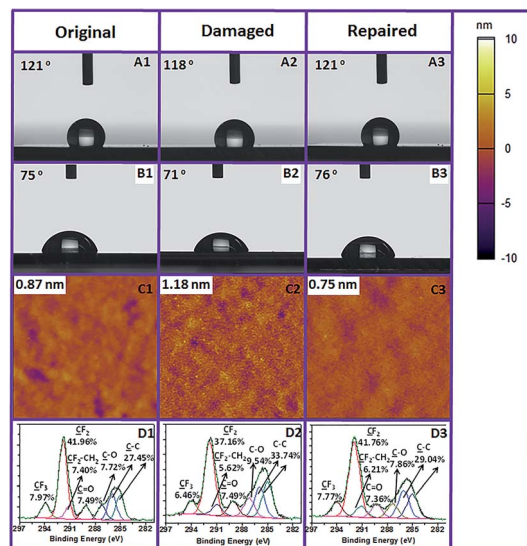 Original Damaged Repaired
nm
10
5
0
-5
-10
121° A1
118° A2
121° A3
75° B1
71° B2
76° B3
0.87 nm C1
1.18 nm C2
0.75 nm C3
D1
CF2
41.96%
CF2-CH2
7.40%
C-O
7.72%
C-C
27.45%
CF3
7.97%
C=O
7.49%
297 294 291 288 285 282
Binding Energy (eV)
D2
CF2
37.16%
CF2-CH2
5.62%
C-O
9.54%
C-C
33.74%
CF3
6.46%
C=O
7.49%
297 294 291 288 285 282
Binding Energy (eV)
D3
CF2
41.76%
CF2-CH2
6.21%
C-O
7.86%
C-C
29.04%
CF3
7.77%
C=O
7.36%
297 294 291 288 285 282
Binding Energy (eV)